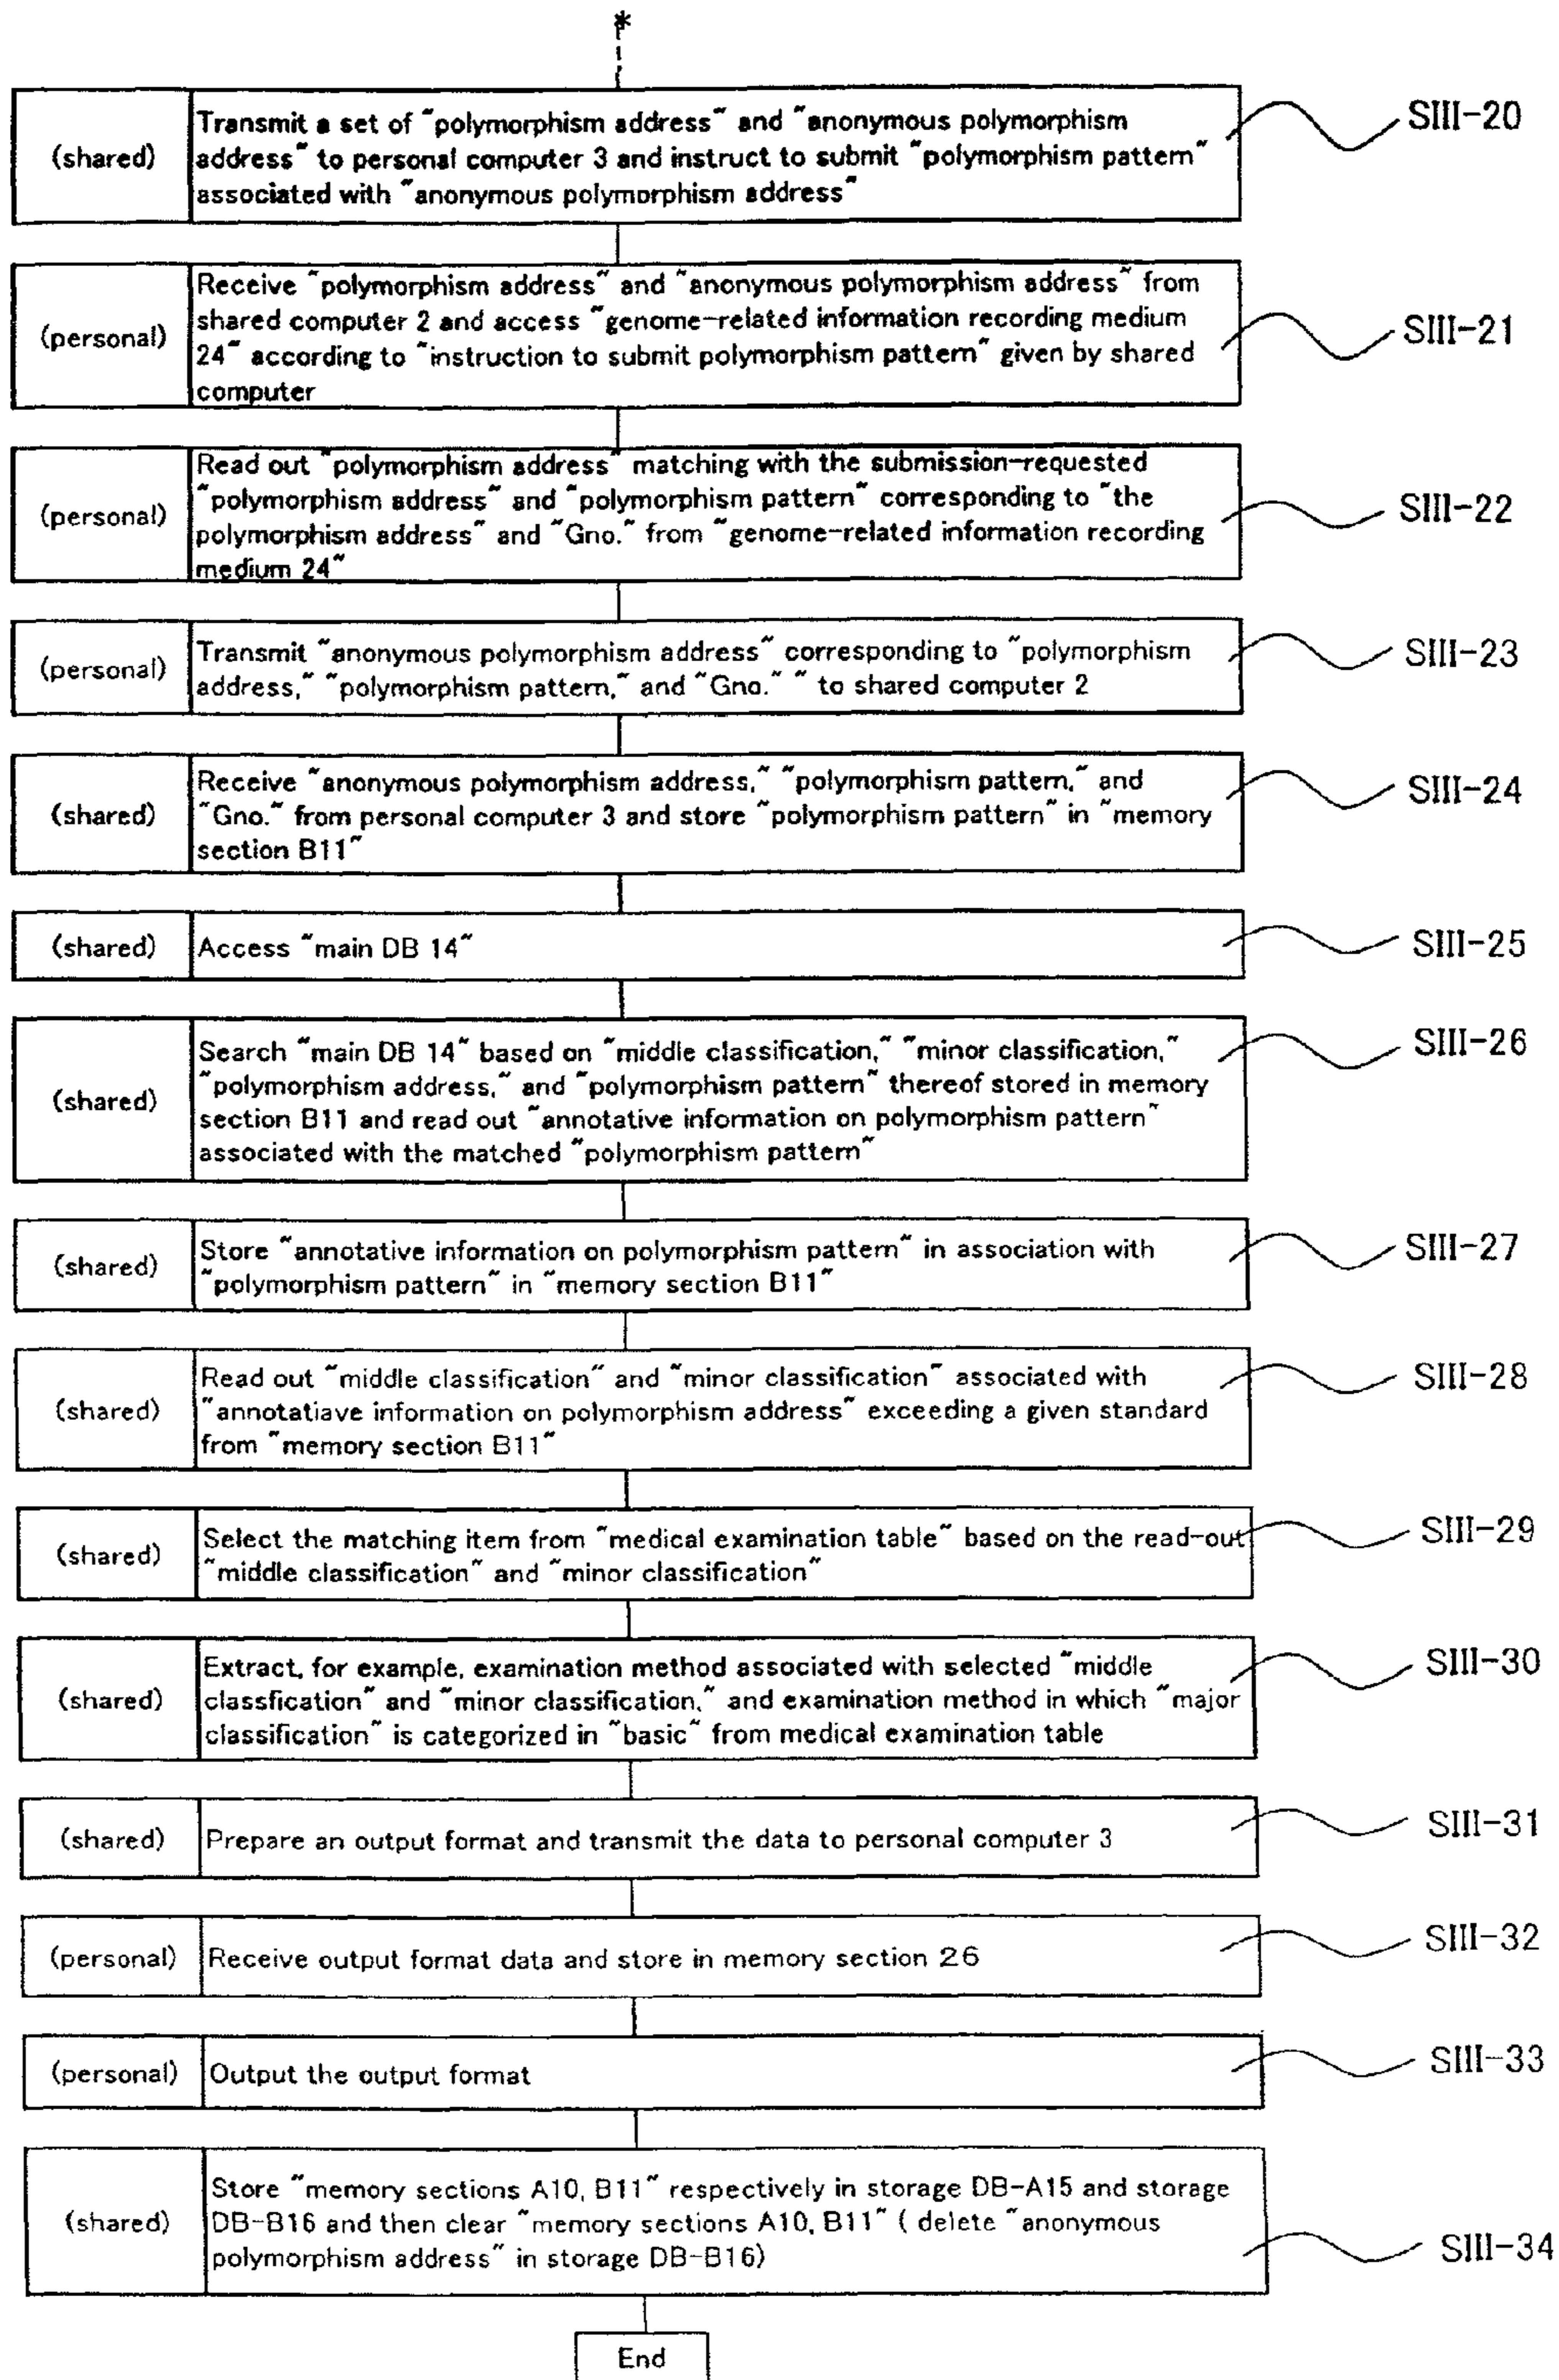 *
(shared)
Transmit a set of "polymorphism address" and "anonymous polymorphism
address" to personal computer 3 and instruct to submit "polymorphism pattern"
associated with "anonymous polymorphism address"
SIII-20
(personal)
Receive "polymorphism address" and "anonymous polymorphism address" from
shared computer 2 and access "genome-related information recording medium
24" according to "instruction to submit polymorphism pattern" given by shared
computer
SIII-21
(personal)
Read out "polymorphism address" matching with the submission-requested
"polymorphism address" and "polymorphism pattern" corresponding to "the
polymorphism address" and "Gno." from "genome-related information recording
medium 24"
SIII-22
(personal)
Transmit "anonymous polymorphism address" corresponding to "polymorphism
address," "polymorphism pattern," and "Gno." " to shared computer 2
SIII-23
(shared)
Receive "anonymous polymorphism address," "polymorphism pattern," and
"Gno." from personal computer 3 and store "polymorphism pattern" in "memory
section B11"
SIII-24
(shared)
Access "main DB 14"
SIII-25
(shared)
Search "main DB 14" based on "middle classification," "minor classification,"
"polymorphism address," and "polymorphism pattern" thereof stored in memory
section B11 and read out "annotative information on polymorphism pattern"
associated with the matched "polymorphism pattern"
SIII-26
(shared)
Store "annotative information on polymorphism pattern" in association with
"polymorphism pattern" in "memory section B11"
SIII-27
(shared)
Read out "middle classification" and "minor classification" associated with
"annotatiave information on polymorphism address" exceeding a given standard
from "memory section B11"
SIII-28
(shared)
Select the matching item from "medical examination table" based on the read-out
"middle classification" and "minor classification"
SIII-29
(shared)
Extract, for example, examination method associated with selected "middle
classfication" and "minor classification," and examination method in which "major
classification" is categorized in "basic" from medical examination table
SIII-30
(shared)
Prepare an output format and transmit the data to personal computer 3
SIII-31
(personal)
Receive output format data and store in memory section 26
SIII-32
(personal)
Output the output format
SIII-33
(shared)
Store "memory sections A10, B11" respectively in storage DB-A15 and storage
DB-B16 and then clear "memory sections A10, B11" ( delete "anonymous
polymorphism address" in storage DB-B16)
SIII-34
End